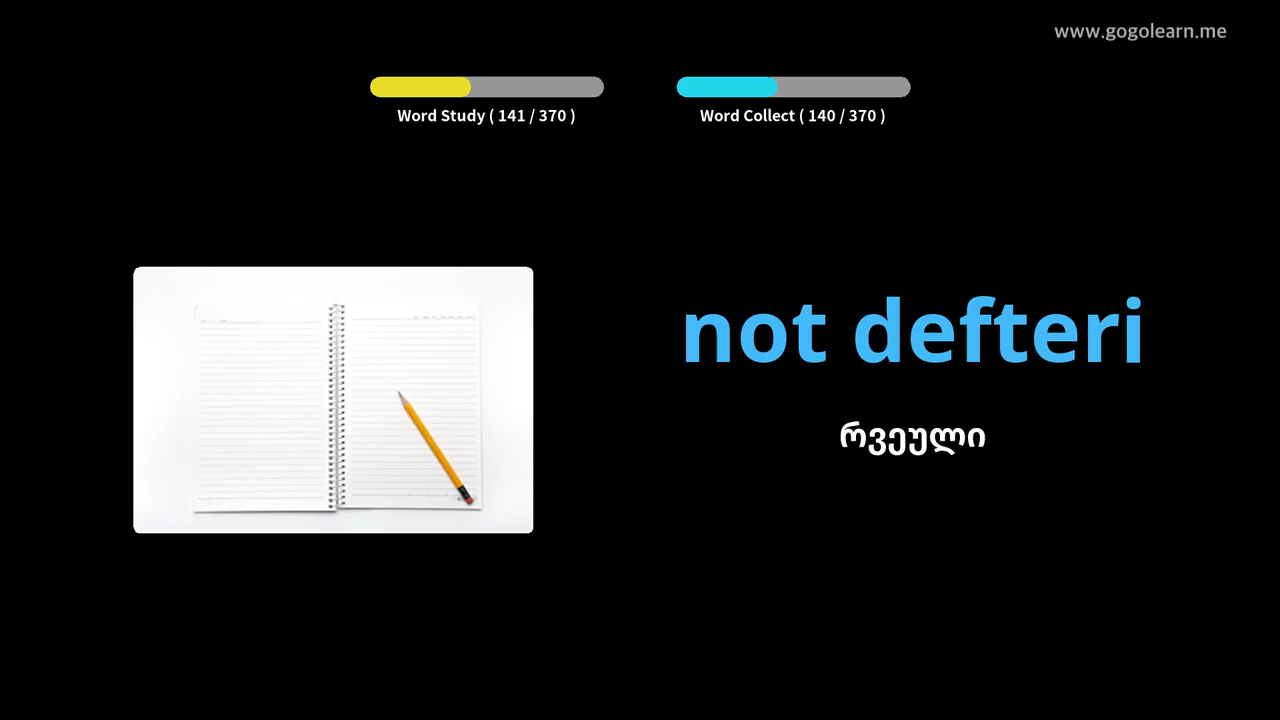 www.gogolearn.me
Word Study ( 141 / 370 )
Word Collect ( 140 / 370 )
not defteri
რვეული